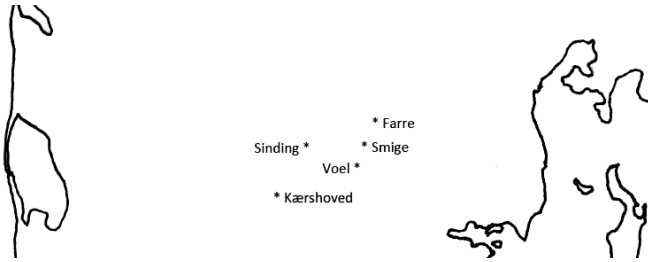 * Farre
Sinding *
* Smige
Voel *
* Kærshoved